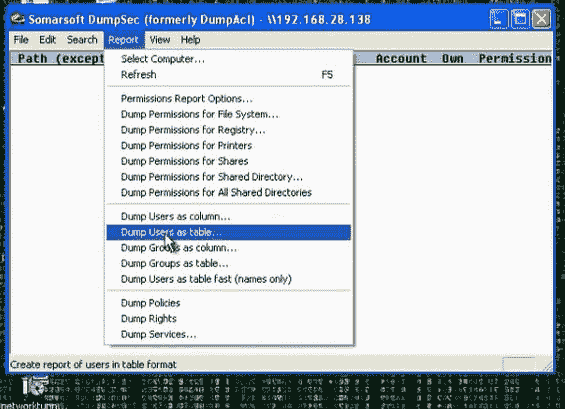 Somarsoft DumpSec (formerly DumpAcl) - \\192.168.28.138
File Edit Search Report View Help
Path (except Account Own Permission
Select Computer...
Refresh F5
Permissions Report Options...
Dump Permissions for File System...
Dump Permissions for Registry...
Dump Permissions for Printers
Dump Permissions for Shares
Dump Permissions for Shared Directory...
Dump Permissions for All Shared Directories
Dump Users as column...
Dump Users as table...
Dump Groups as column...
Dump Groups as table...
Dump Users as table fast (names only)
Dump Policies
Dump Rights
Dump Services...
Create report of users in table format